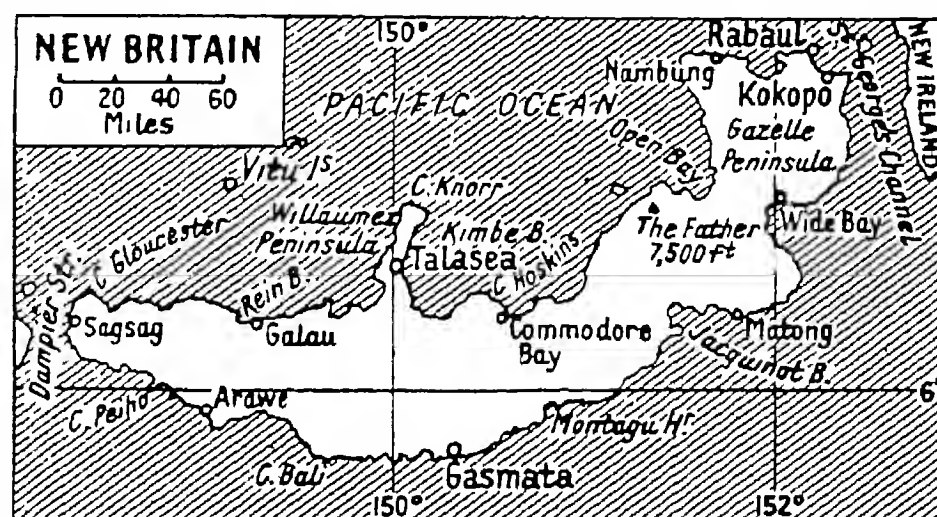 NEW BRITAIN
0 20 40 60
Miles
150°
PACIFIC OCEAN
Rabaul
Nambung
Kokopo
St Georges Channel
NEW IRELAND
Gazelle
Peninsula
Open Bay
Vitu Is
C. Knorr
Willaumez
Peninsula
Kimbe B.
Talasea
C. Hoskins
The Father
7,500 ft
Wide Bay
C. Gloucester
Dampier Str.
Rein B.
Sagsag
Galau
Commodore
Bay
Matong
Jacquinot B.
6°
C. Peiho
Arawe
Montagu Hr
C. Bali
Gasmata
150°
152°